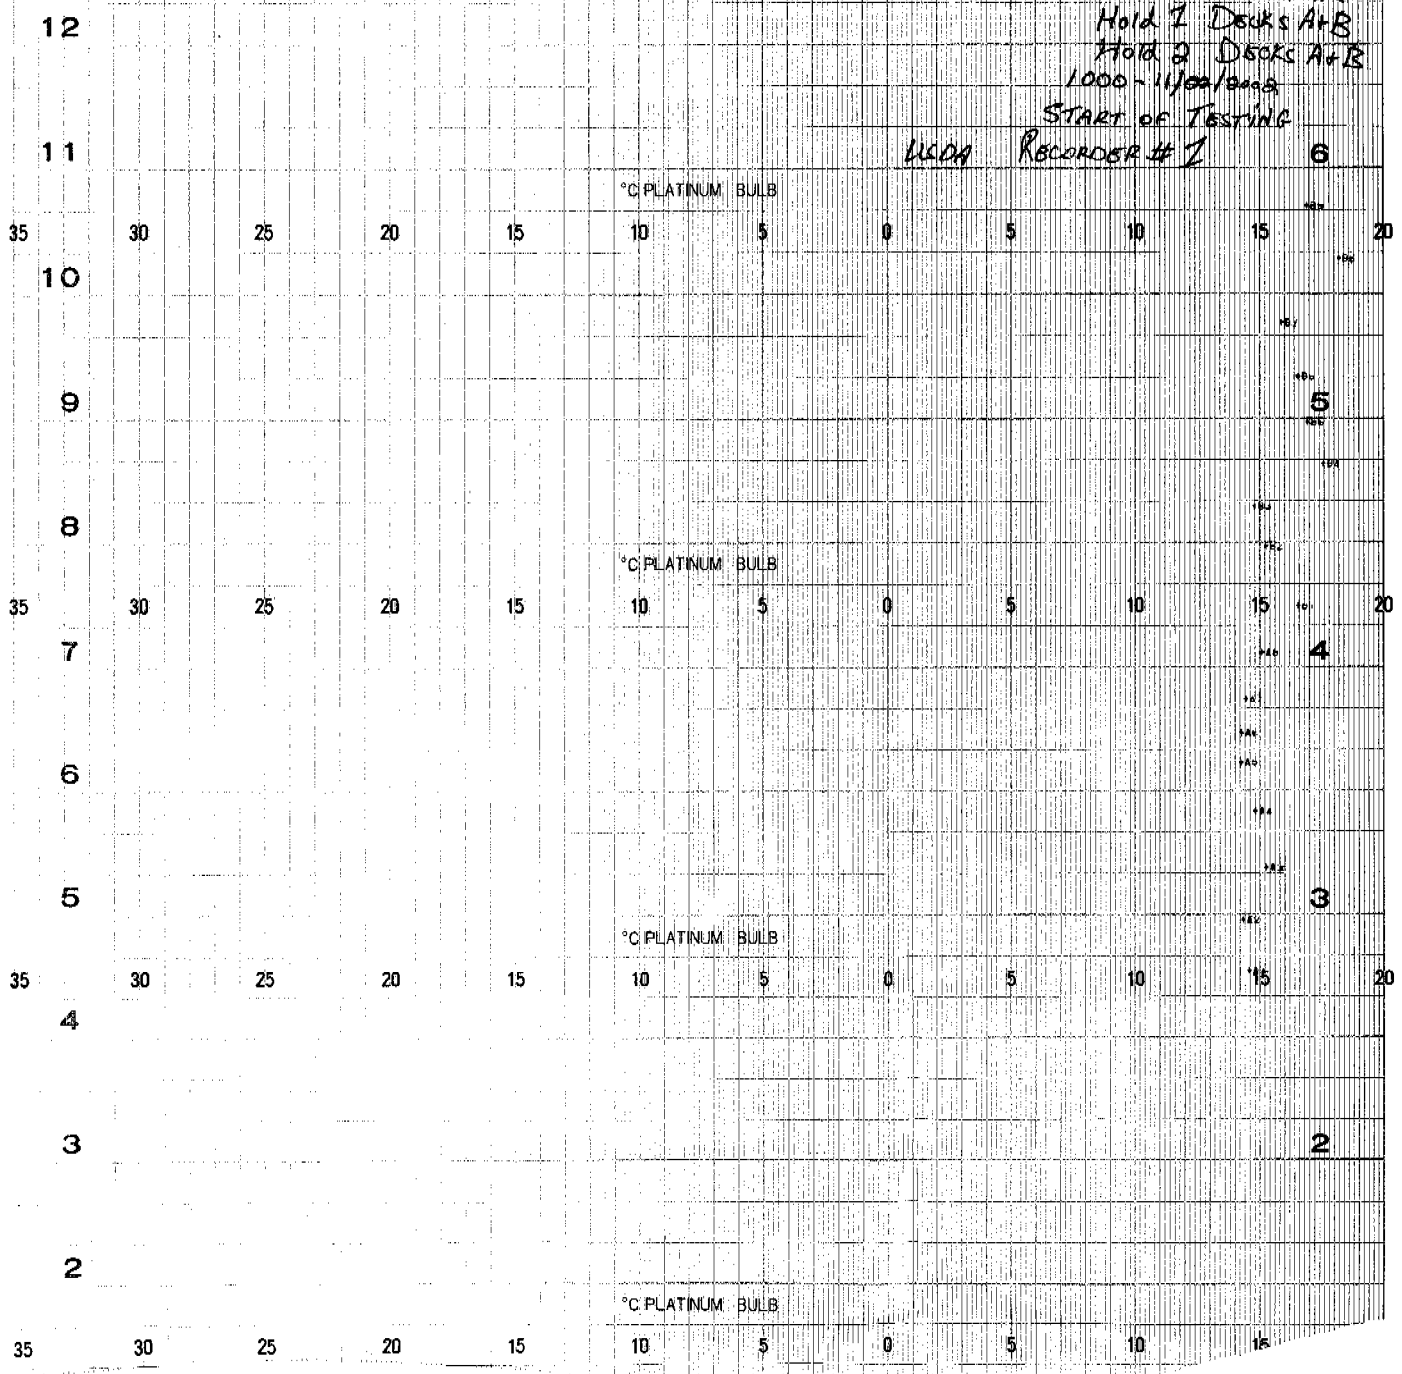 12
Hold 1 Decks A+B
Hold 2 Decks A+B
1000 - 11/02/2002
START OF TESTING
11 USDA RECORDER # 1 6
°C PLATINUM BULB
35 30 25 20 15 10 5 0 5 10 15 20
10
9 5
8
°C PLATINUM BULB
35 30 25 20 15 10 5 0 5 10 15 20
7 4
6
5 3
°C PLATINUM BULB
35 30 25 20 15 10 5 0 5 10 15 20
4
3 2
2
°C PLATINUM BULB
35 30 25 20 15 10 5 0 5 10 15